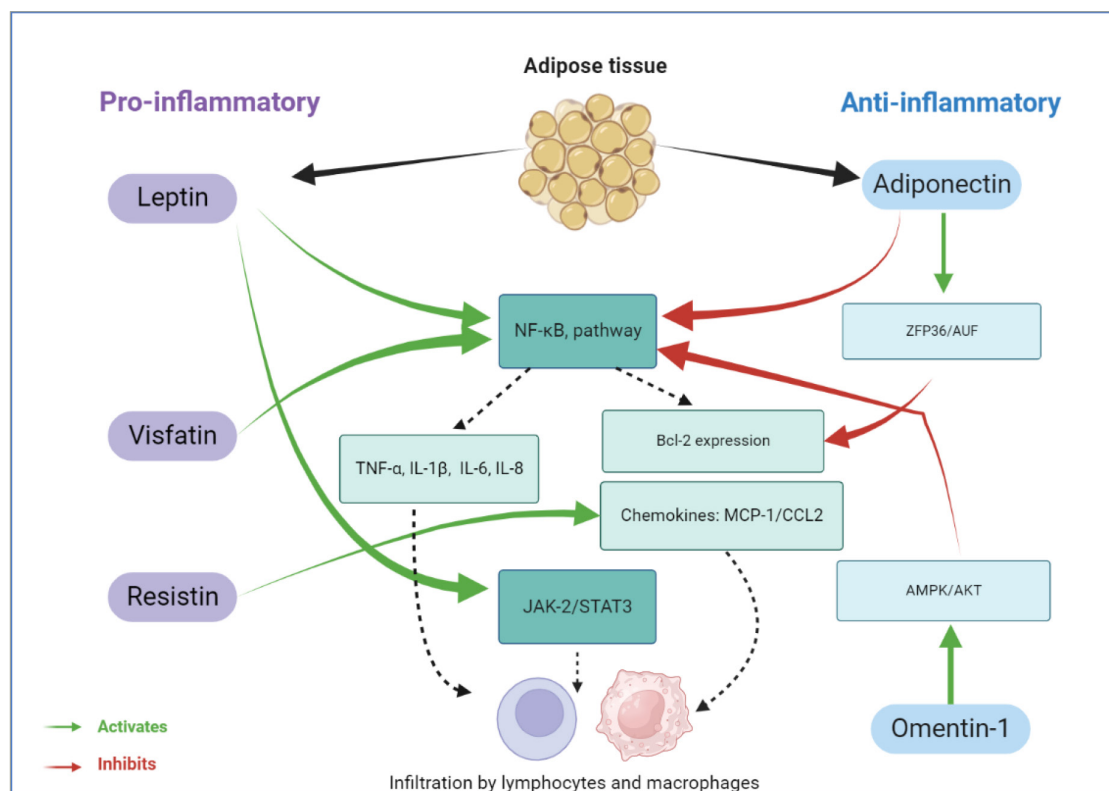 Adipose tissue
Pro-inflammatory
Anti-inflammatory
Leptin
Adiponectin
NF-κB, pathway
ZFP36/AUF
Visfatin
Bcl-2 expression
TNF-α, IL-1β, IL-6, IL-8
Chemokines: MCP-1/CCL2
Resistin
JAK-2/STAT3
AMPK/AKT
Omentin-1
Activates
Inhibits
Infiltration by lymphocytes and macrophages